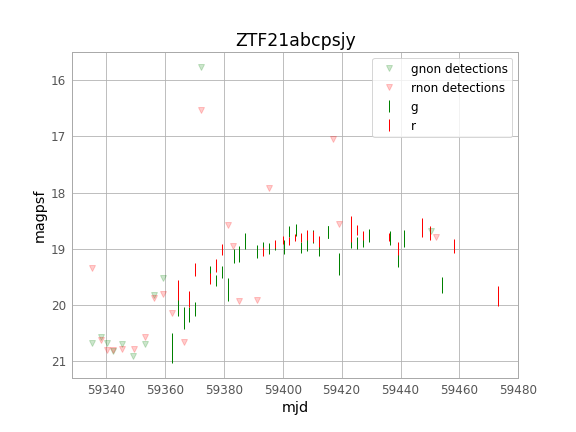 ZTF21abcpsjy
gnon detections
rnon detections
g
r
magpsf
16
17
18
19
20
21
59340 59360 59380 59400 59420 59440 59460 59480
mjd